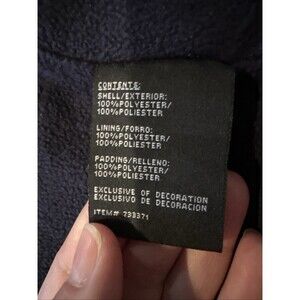 CONTENTS:
SHELL/EXTERIOR:
100%POLYESTER/
100%POLIESTER
LINING/FORRO:
100%POLYESTER/
100%POLIESTER
PADDING/RELLENO:
100%POLYESTER/
100%POLIESTER
EXCLUSIVE OF DECORATION
EXCLUSIVO DE DECORACION
ITEM# 733371